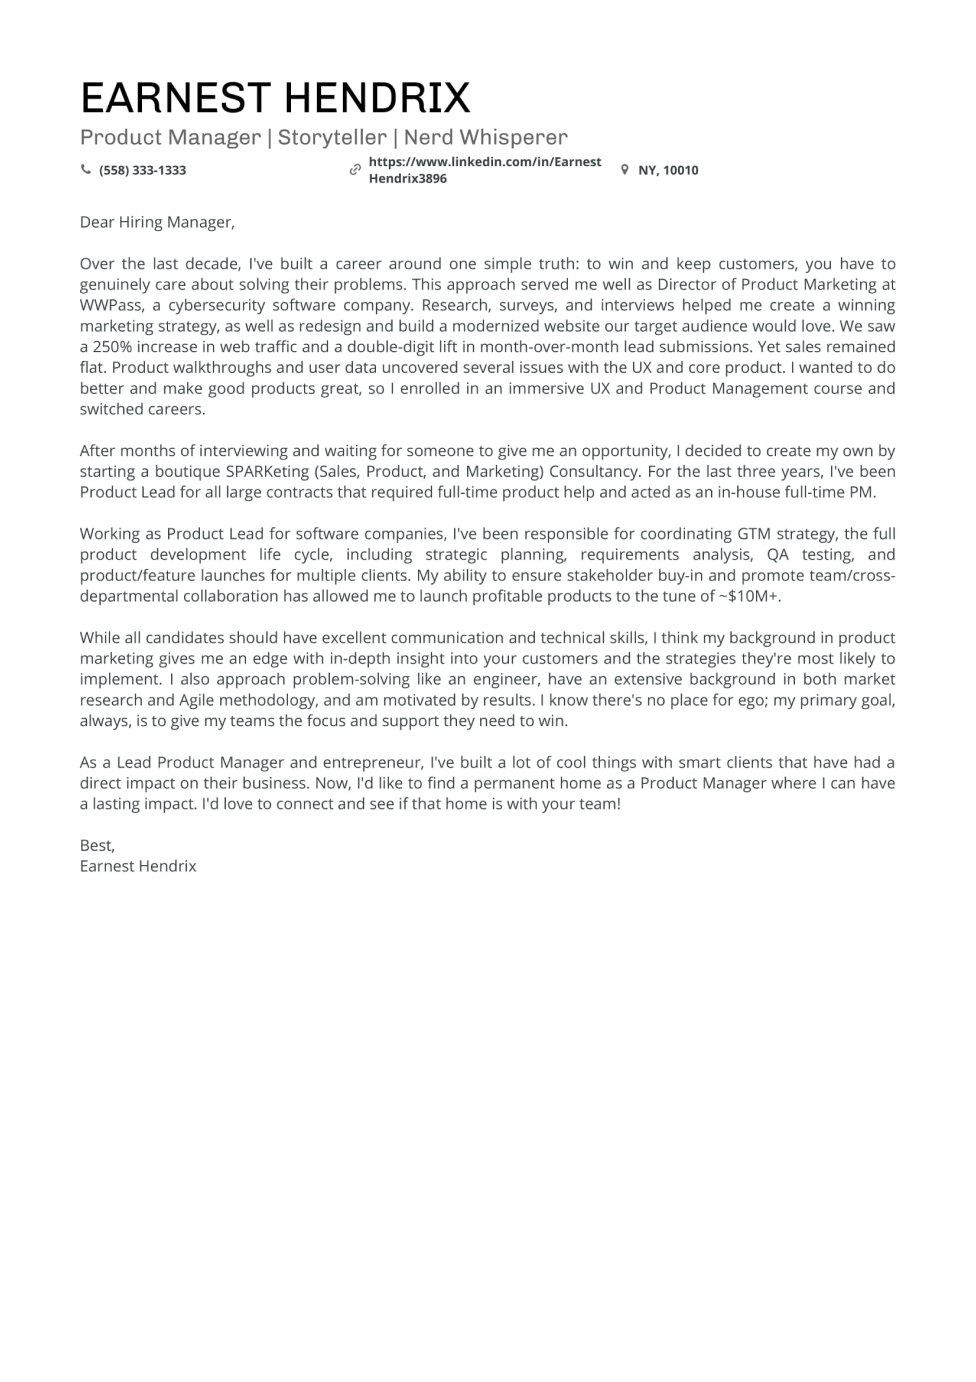 EARNEST HENDRIX
Product Manager | Storyteller | Nerd Whisperer
(558) 333-1333
https://www.linkedin.com/in/Earnest
Hendrix3896
NY, 10010
Dear Hiring Manager,
Over the last decade, I've built a career around one simple truth: to win and keep customers, you have to
genuinely care about solving their problems. This approach served me well as Director of Product Marketing at
WWPass, a cybersecurity software company. Research, surveys, and interviews helped me create a winning
marketing strategy, as well as redesign and build a modernized website our target audience would love. We saw
a 250% increase in web traffic and a double-digit lift in month-over-month lead submissions. Yet sales remained
flat. Product walkthroughs and user data uncovered several issues with the UX and core product. I wanted to do
better and make good products great, so I enrolled in an immersive UX and Product Management course and
switched careers.
After months of interviewing and waiting for someone to give me an opportunity, I decided to create my own by
starting a boutique SPARKeting (Sales, Product, and Marketing) Consultancy. For the last three years, I've been
Product Lead for all large contracts that required full-time product help and acted as an in-house full-time PM.
Working as Product Lead for software companies, I've been responsible for coordinating GTM strategy, the full
product development life cycle, including strategic planning, requirements analysis, QA testing, and
product/feature launches for multiple clients. My ability to ensure stakeholder buy-in and promote team/cross-
departmental collaboration has allowed me to launch profitable products to the tune of ~$10M+.
While all candidates should have excellent communication and technical skills, I think my background in product
marketing gives me an edge with in-depth insight into your customers and the strategies they're most likely to
implement. I also approach problem-solving like an engineer, have an extensive background in both market
research and Agile methodology, and am motivated by results. I know there's no place for ego; my primary goal,
always, is to give my teams the focus and support they need to win.
As a Lead Product Manager and entrepreneur, I've built a lot of cool things with smart clients that have had a
direct impact on their business. Now, I'd like to find a permanent home as a Product Manager where I can have
a lasting impact. I'd love to connect and see if that home is with your team!
Best,
Earnest Hendrix